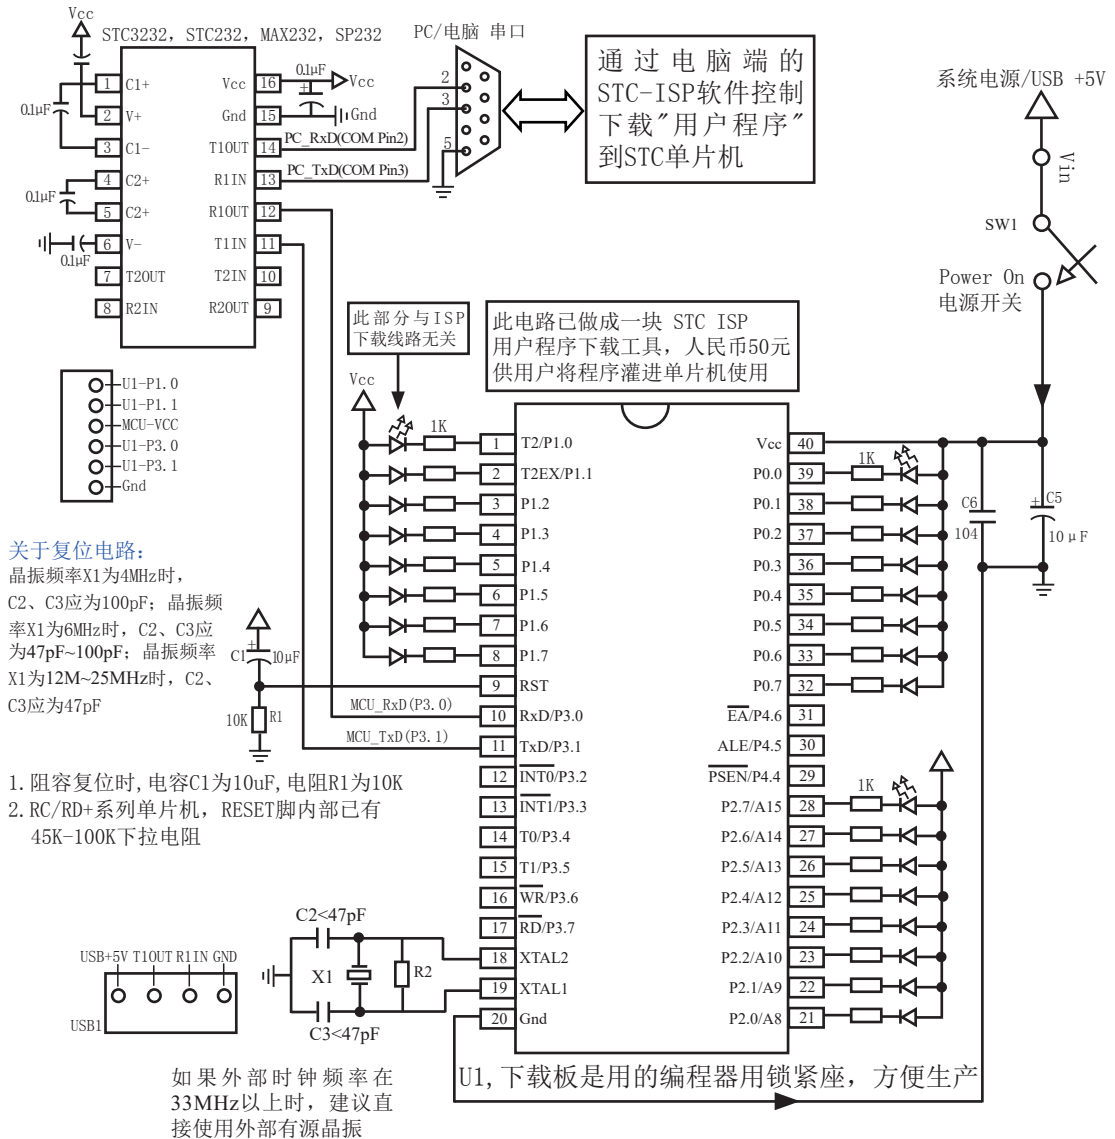 Vcc
STC3232, STC232, MAX232, SP232
PC/电脑 串口
0.1μF
0.1μF
0.1μF
0.1μF
0.1μF
1 C1+
2 V+
3 C1-
4 C2+
5 C2+
6 V-
7 T2OUT
8 R2IN
Vcc 16
Gnd 15
T1OUT 14
R1IN 13
R1OUT 12
T1IN 11
T2IN 10
R2OUT 9
Vcc
Gnd
PC_RxD(COM Pin2)
PC_TxD(COM Pin3)
2
3
5
通过电脑端的
STC-ISP软件控制
下载"用户程序"
到STC单片机
系统电源/USB +5V
Vin
SW1
Power On
电源开关
此部分与ISP
下载线路无关
此电路已做成一块 STC ISP
用户程序下载工具，人民币50元
供用户将程序灌进单片机使用
U1-P1.0
U1-P1.1
MCU-VCC
U1-P3.0
U1-P3.1
Gnd
Vcc
1K
1 T2/P1.0
2 T2EX/P1.1
3 P1.2
4 P1.3
5 P1.4
6 P1.5
7 P1.6
8 P1.7
9 RST
10 RxD/P3.0
11 TxD/P3.1
12 INT0/P3.2
13 INT1/P3.3
14 T0/P3.4
15 T1/P3.5
16 WR/P3.6
17 RD/P3.7
18 XTAL2
19 XTAL1
20 Gnd
Vcc 40
P0.0 39
P0.1 38
P0.2 37
P0.3 36
P0.4 35
P0.5 34
P0.6 33
P0.7 32
EA/P4.6 31
ALE/P4.5 30
PSEN/P4.4 29
P2.7/A15 28
P2.6/A14 27
P2.5/A13 26
P2.4/A12 25
P2.3/A11 24
P2.2/A10 23
P2.1/A9 22
P2.0/A8 21
1K
1K
C6
104
+ C5
10μF
关于复位电路：
晶振频率X1为4MHz时，
C2、C3应为100pF；晶振频
率X1为6MHz时，C2、C3应
为47pF~100pF；晶振频率
X1为12M~25MHz时，C2、
C3应为47pF
+
C1 10μF
10K R1
MCU_RxD(P3.0)
MCU_TxD(P3.1)
1.阻容复位时,电容C1为10uF,电阻R1为10K
2.RC/RD+系列单片机，RESET脚内部已有
45K-100K下拉电阻
C2<47pF
X1
R2
C3<47pF
USB+5V T1OUT R1IN GND
USB1
如果外部时钟频率在
33MHz以上时，建议直
接使用外部有源晶振
U1,下载板是用的编程器用锁紧座，方便生产